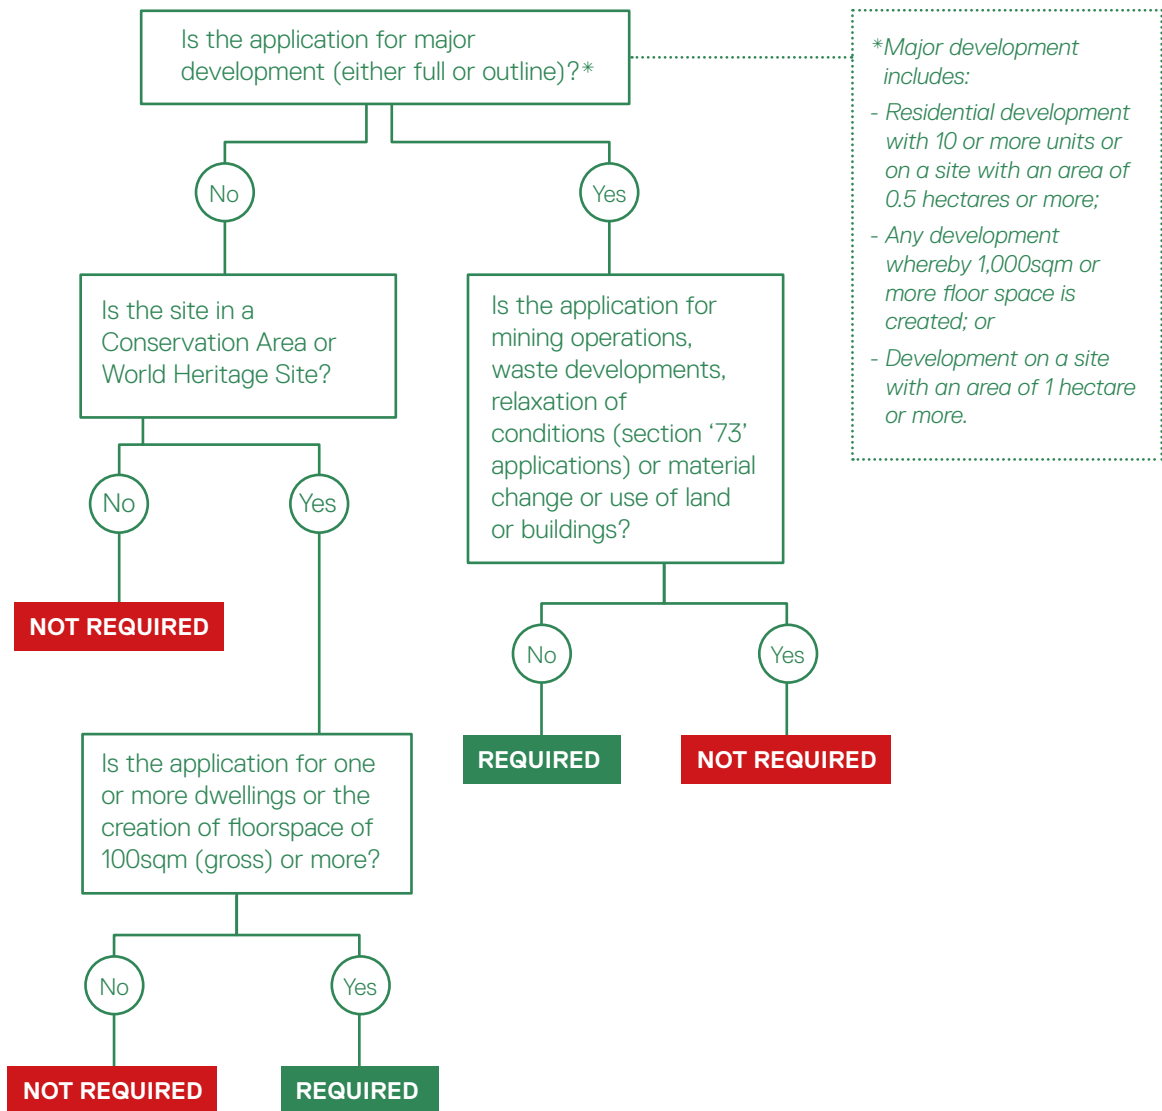 Is the application for major
development (either full or outline)?*
*Major development
includes:
- Residential development
with 10 or more units or
on a site with an area of
0.5 hectares or more;
- Any development
whereby 1,000sqm or
more floor space is
created; or
- Development on a site
with an area of 1 hectare
or more.
No
Yes
Is the site in a
Conservation Area or
World Heritage Site?
Is the application for
mining operations,
waste developments,
relaxation of
conditions (section ‘73’
applications) or material
change or use of land
or buildings?
No
Yes
NOT REQUIRED
No
Yes
REQUIRED
NOT REQUIRED
Is the application for one
or more dwellings or the
creation of floorspace of
100sqm (gross) or more?
No
Yes
NOT REQUIRED
REQUIRED